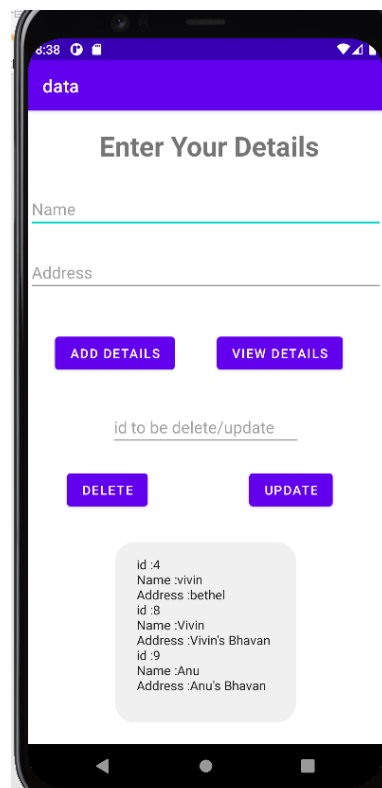 8:38
data
Enter Your Details
Name
Address
ADD DETAILS VIEW DETAILS
id to be delete/update
DELETE UPDATE
id :4
Name :vivin
Address :bethel
id :8
Name :Vivin
Address :Vivin's Bhavan
id :9
Name :Anu
Address :Anu's Bhavan